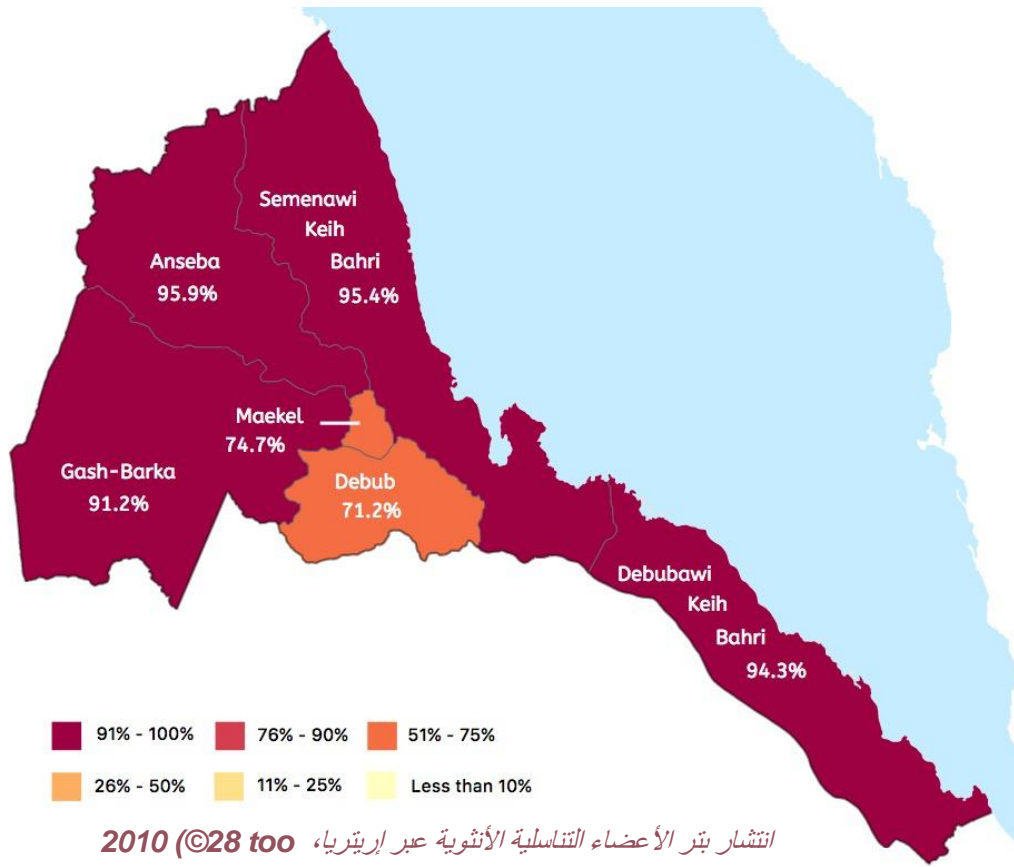 Semenawi
Keih
Bahri
95.4%
Anseba
95.9%
Maekel
74.7%
Gash-Barka
91.2%
Debub
71.2%
Debubawi
Keih
Bahri
94.3%
91% - 100%
76% - 90%
51% - 75%
26% - 50%
11% - 25%
Less than 10%
انتشار بتر الأعضاء التناسلية الأنثوية عبر إريتريا، 2010 (©28 too